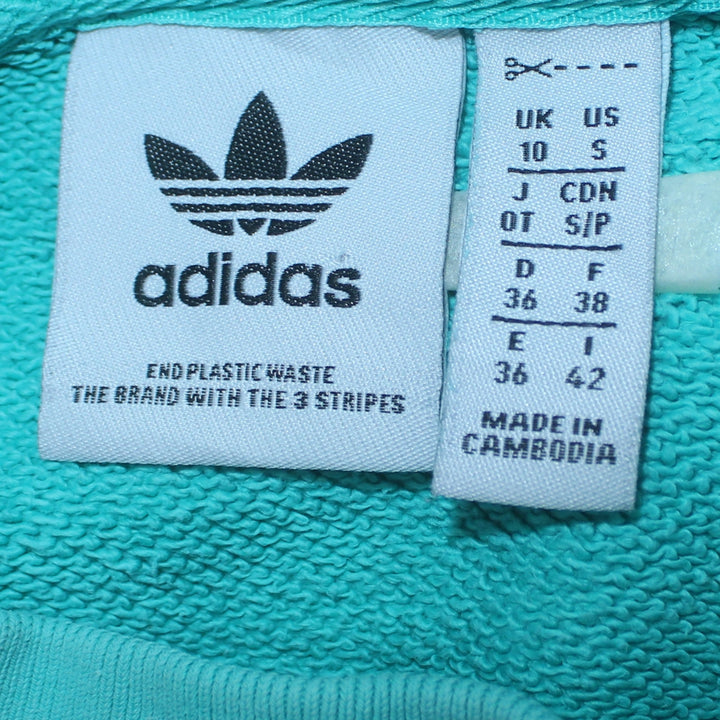 adidas
END PLASTIC WASTE
THE BRAND WITH THE 3 STRIPES
UK US
10 S
J CDN
OT S/P
D F
36 38
E I
36 42
MADE IN
CAMBODIA